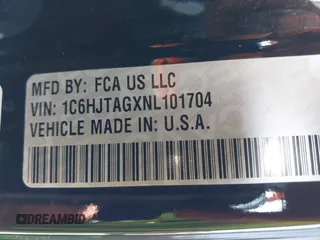 MFD BY: FCA US LLC
VIN: 1C6HJTAGXNL101704
VEHICLE MADE IN: U.S.A.
DREAMBID